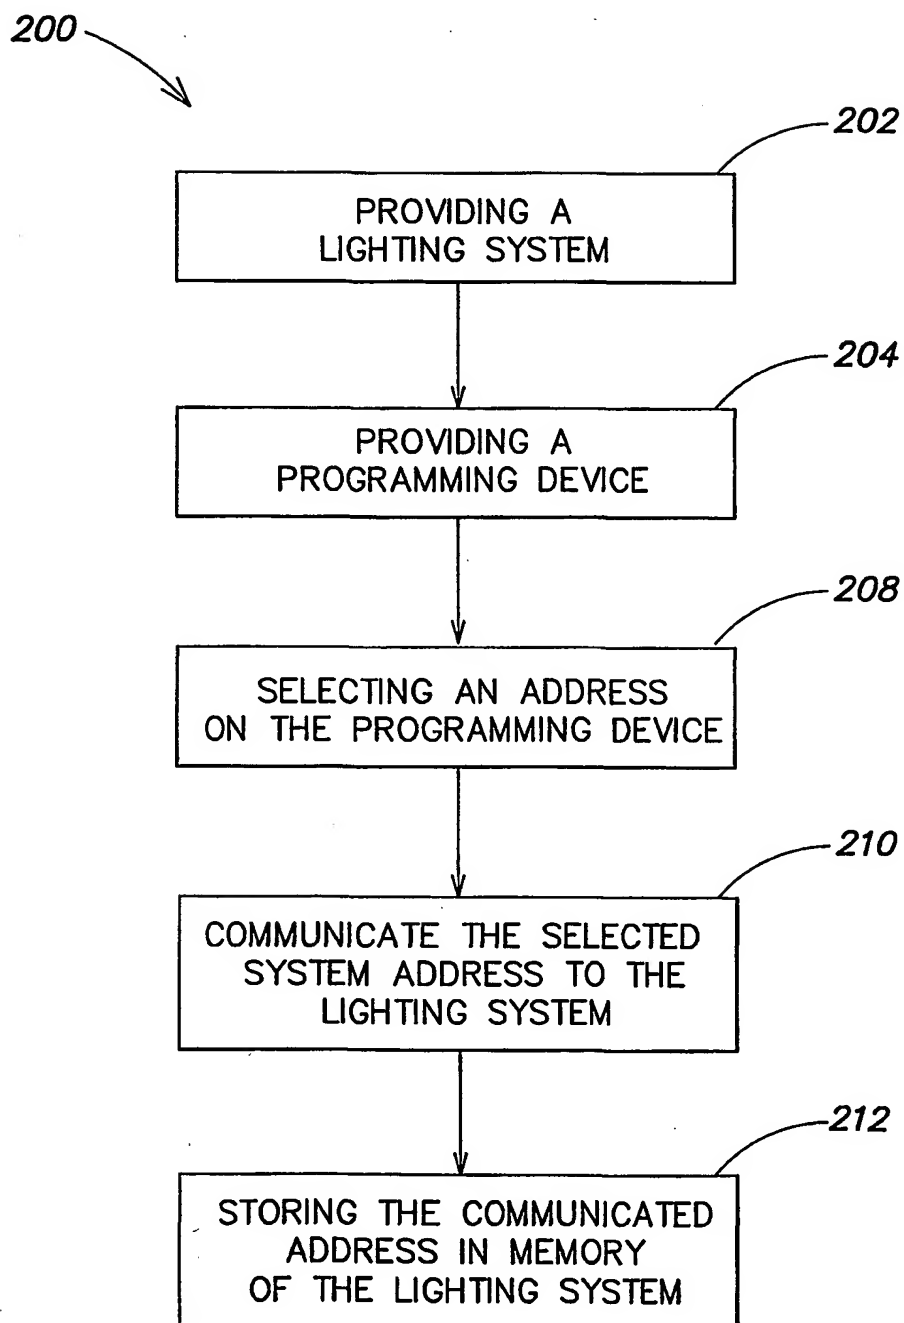 200
202
PROVIDING A
LIGHTING SYSTEM
204
PROVIDING A
PROGRAMMING DEVICE
208
SELECTING AN ADDRESS
ON THE PROGRAMMING DEVICE
210
COMMUNICATE THE SELECTED
SYSTEM ADDRESS TO THE
LIGHTING SYSTEM
212
STORING THE COMMUNICATED
ADDRESS IN MEMORY
OF THE LIGHTING SYSTEM